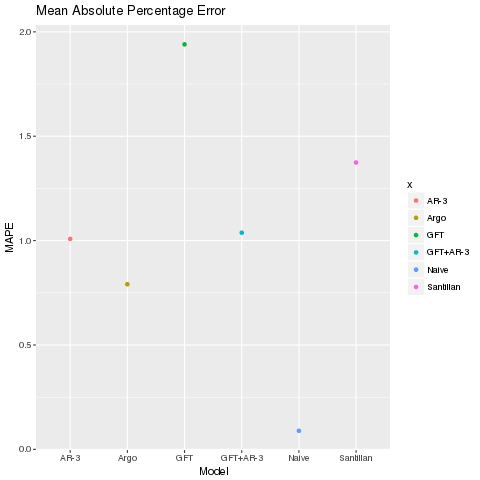 Mean Absolute Percentage Error
2.0
1.5
1.0
0.5
0.0
MAPE
AR-3 Argo GFT GFT+AR-3 Naive Santillan
Model
x
AR-3
Argo
GFT
GFT+AR-3
Naive
Santillan